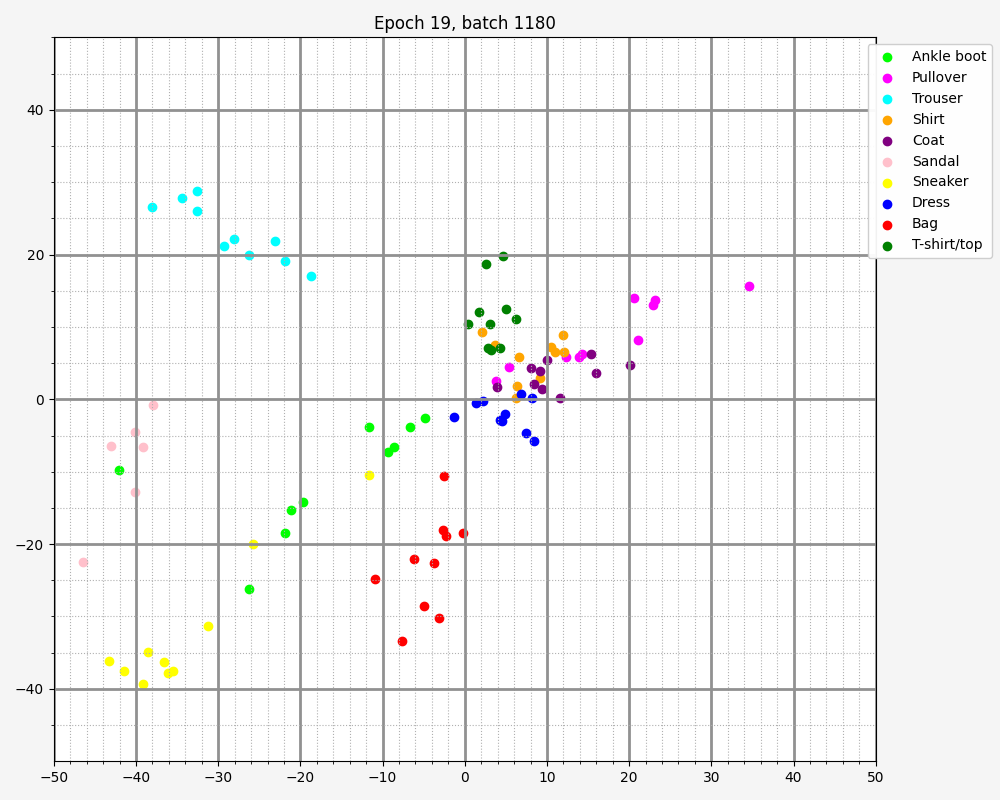 Epoch 19, batch 1180
Ankle boot
Pullover
Trouser
Shirt
Coat
Sandal
Sneaker
Dress
Bag
T-shirt/top
40
20
0
−20
−40
−50 −40 −30 −20 −10 0 10 20 30 40 50